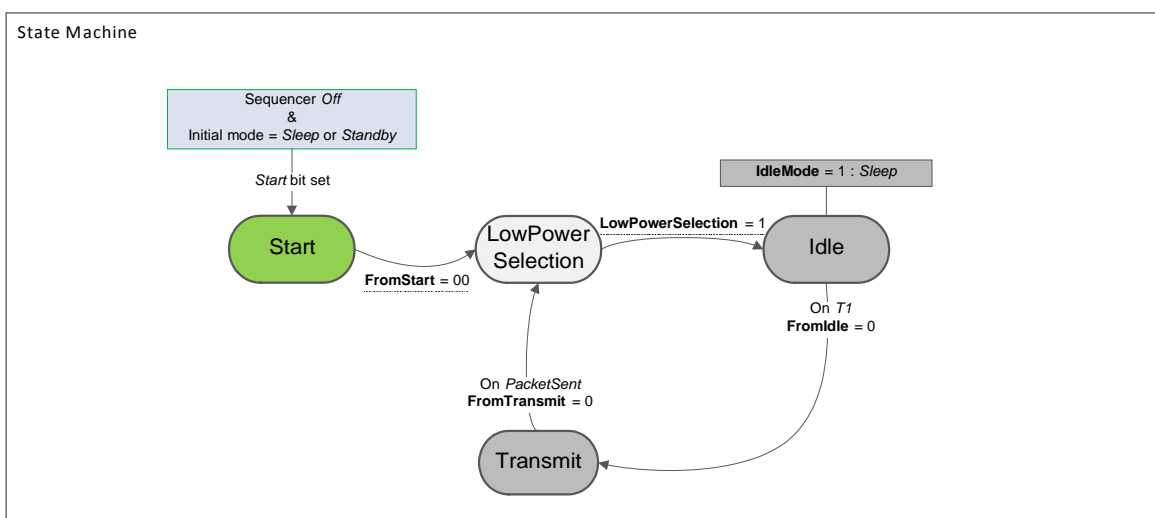 State Machine
Sequencer Off
&
Initial mode = Sleep or Standby
Start bit set
IdleMode = 1 : Sleep
Start
LowPower
Selection
LowPowerSelection = 1
Idle
FromStart = 00
On T1
FromIdle = 0
On PacketSent
FromTransmit = 0
Transmit